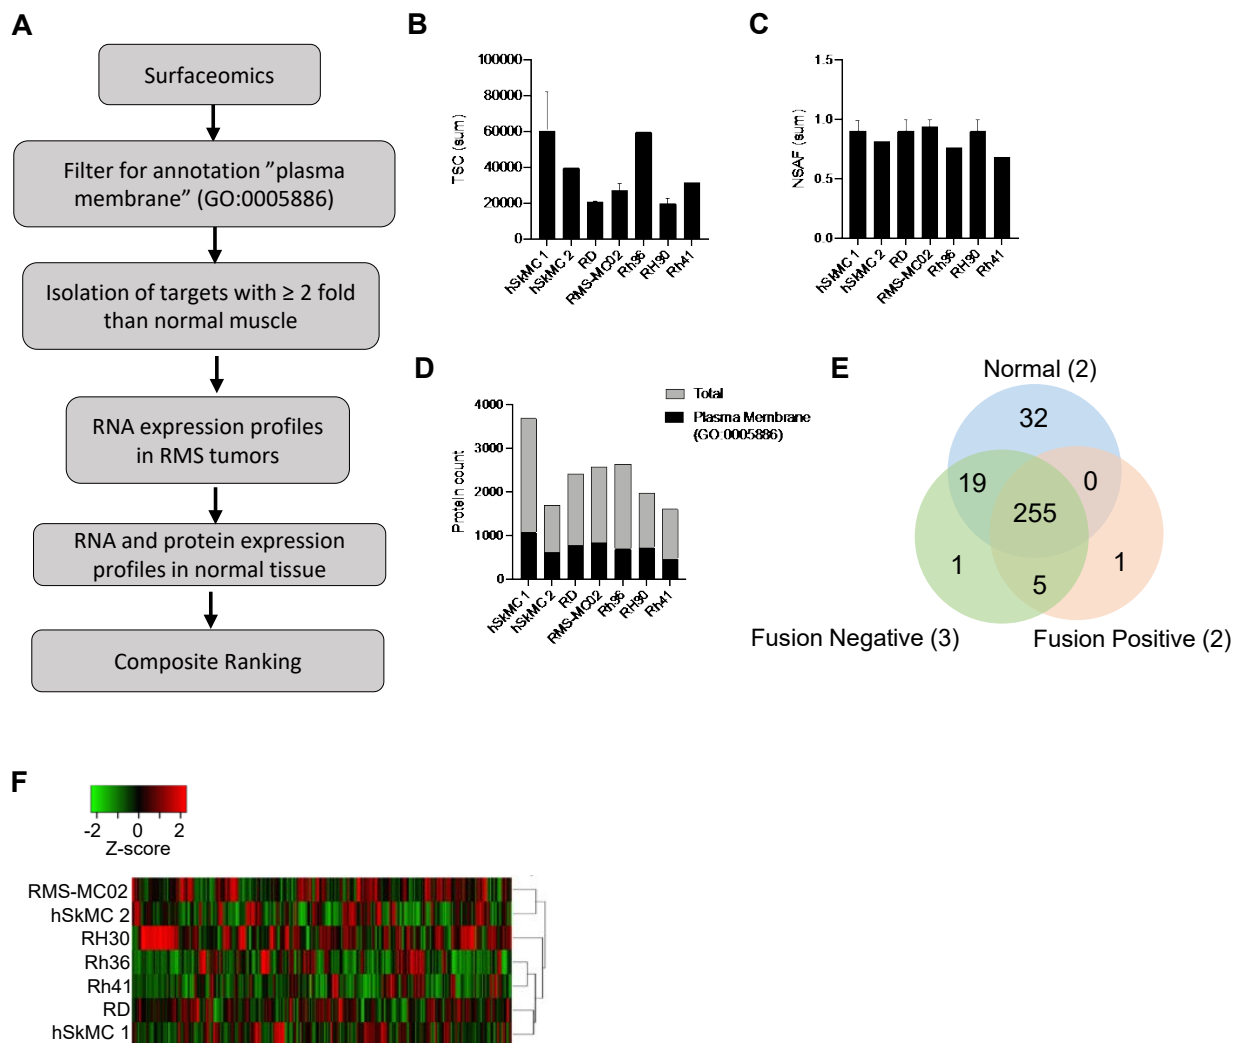 A
Surfaceomics
Filter for annotation ”plasma
membrane” (GO:0005886)
Isolation of targets with ≥ 2 fold
than normal muscle
RNA expression profiles
in RMS tumors
RNA and protein expression
profiles in normal tissue
Composite Ranking
B
TSC (sum)
100000
80000
60000
40000
20000
0
hSkMC 1
hSkMC 2
RD
RMS-MC02
Rh36
RH30
Rh41
C
NSAF (sum)
1.5
1.0
0.5
0.0
hSkMC 1
hSkMC 2
RD
RMS-MC02
Rh36
RH30
Rh41
D
Total
Plasma Membrane
(GO:0005886)
Protein count
4000
3000
2000
1000
0
hSkMC 1
hSkMC 2
RD
RMS-MC02
Rh36
RH30
Rh41
E
Normal (2)
32
19
0
255
1
1
5
Fusion Negative (3)
Fusion Positive (2)
F
-2 0 2
Z-score
RMS-MC02
hSkMC 2
RH30
Rh36
Rh41
RD
hSkMC 1